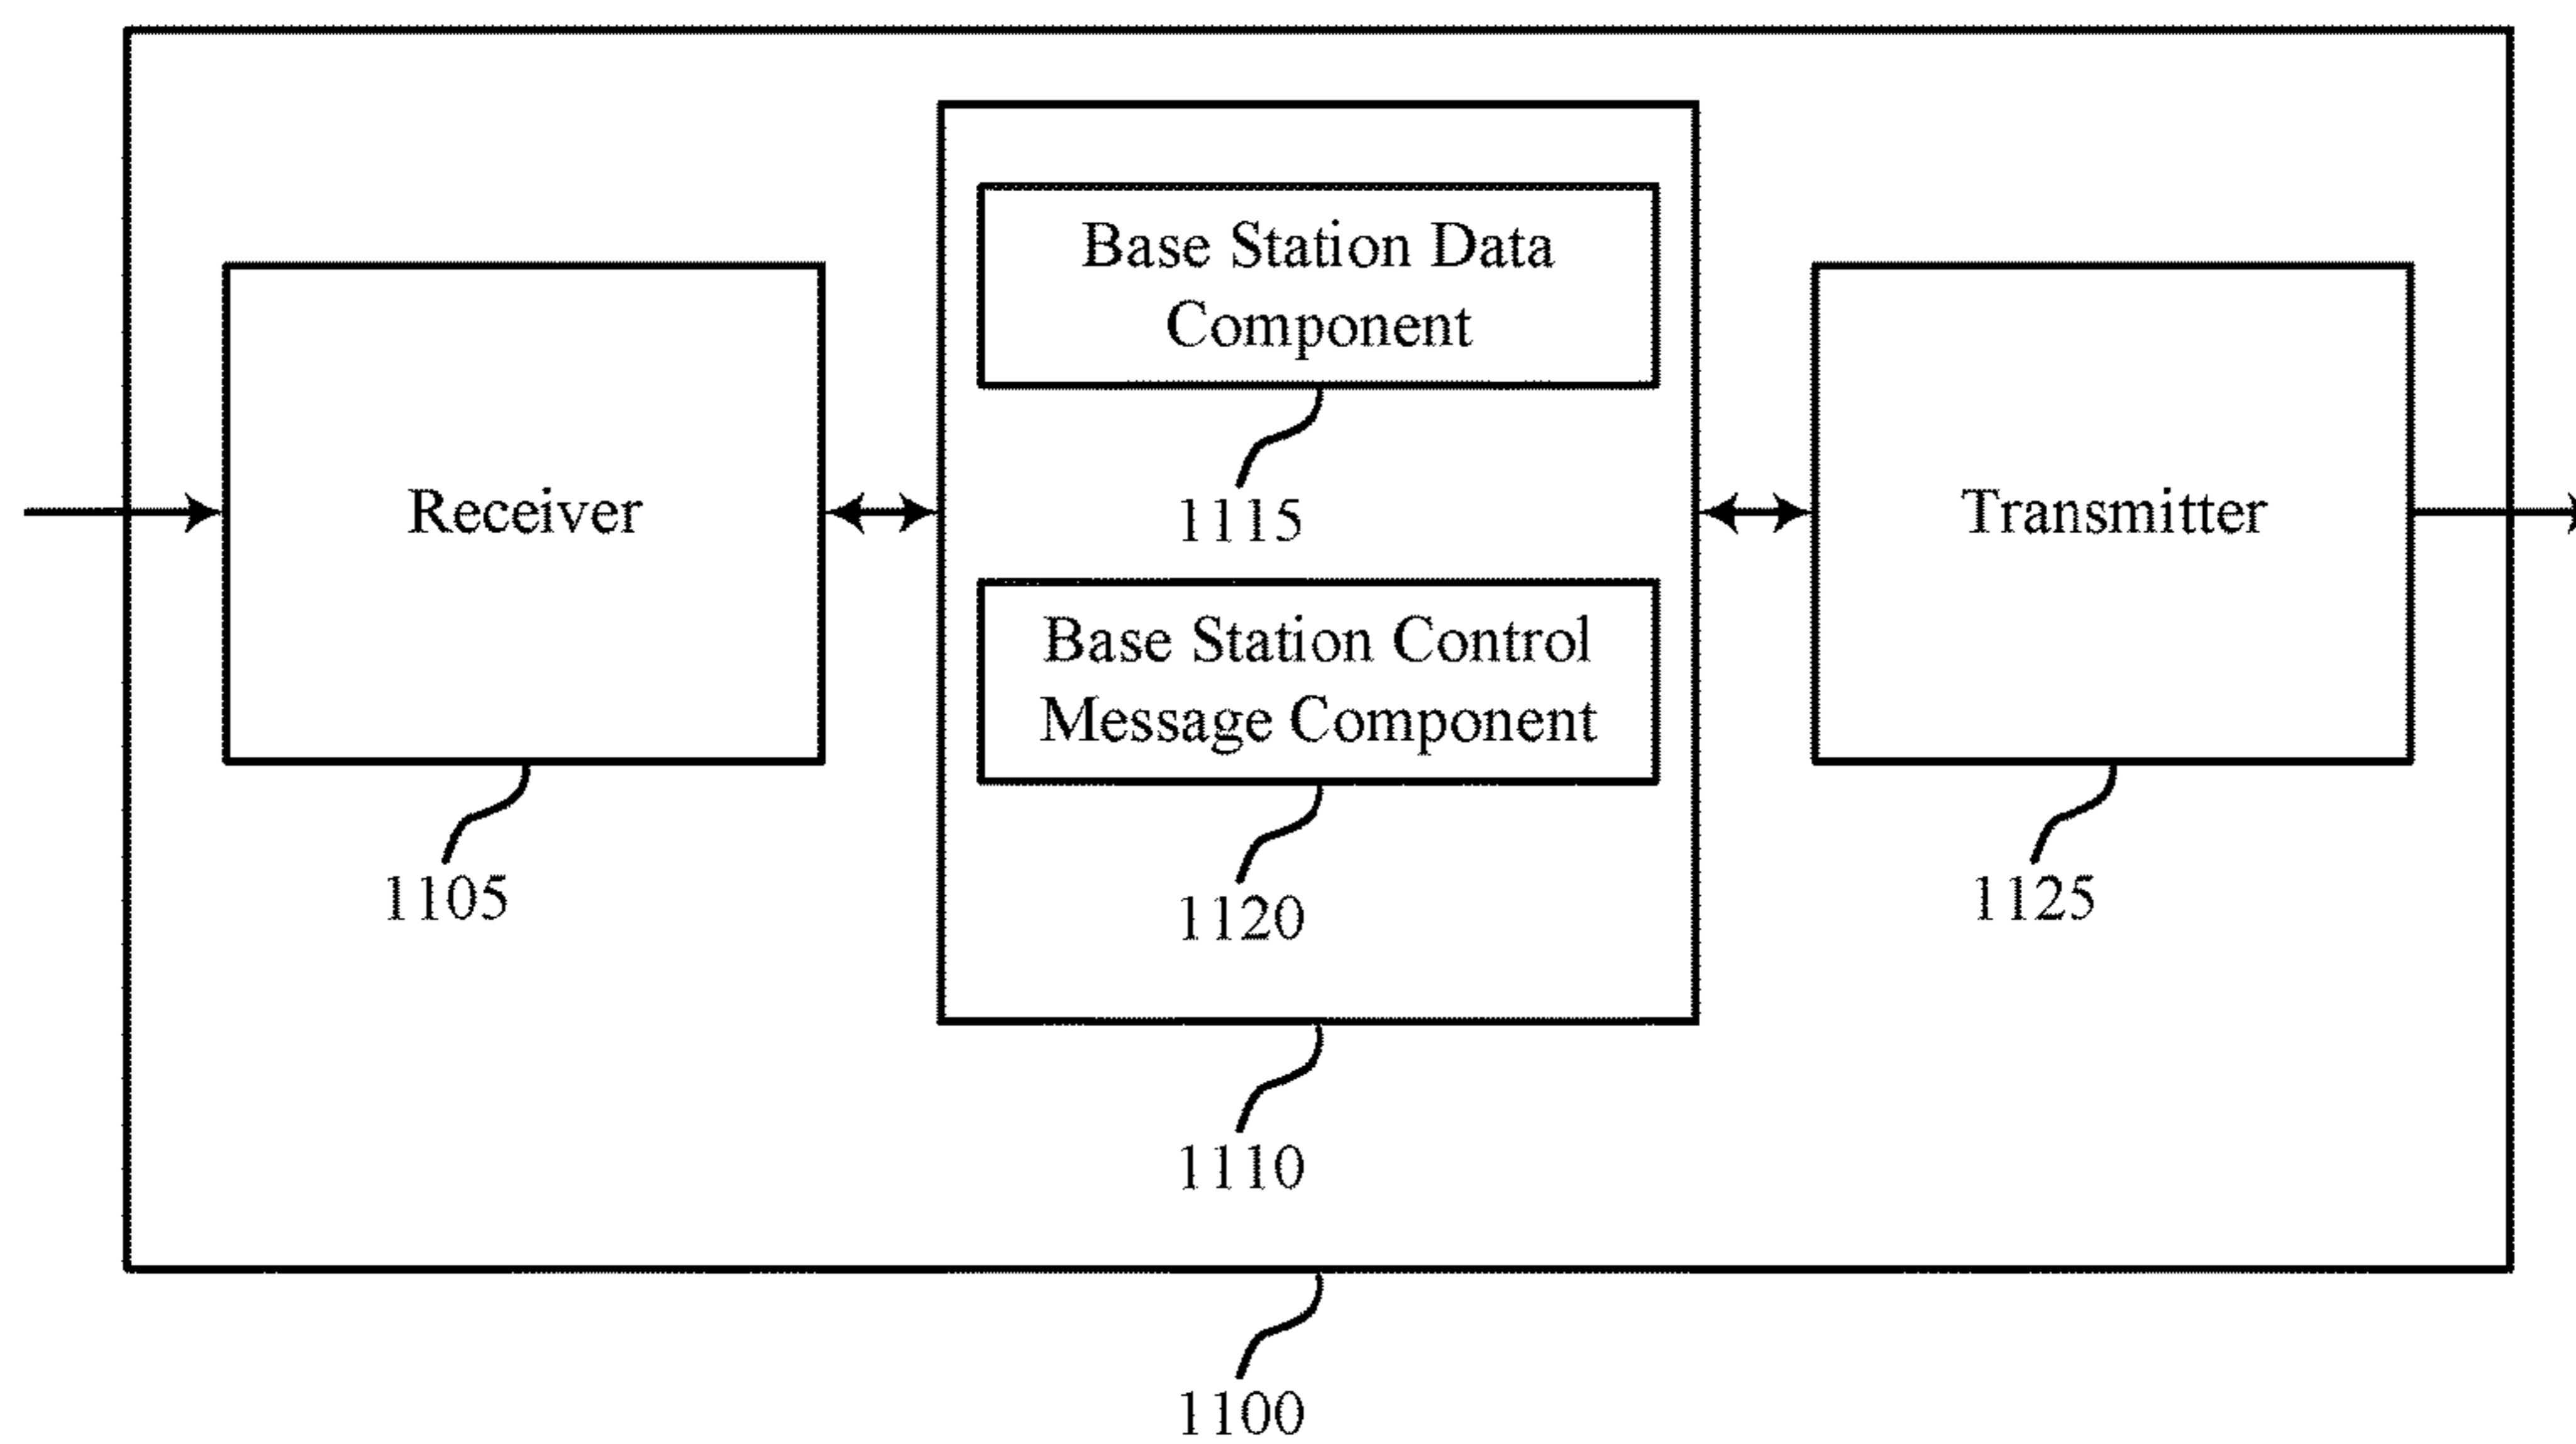 Base Station Data
Component
1115
Receiver
1105
Base Station Control
Message Component
1120
1110
Transmitter
1125
1100